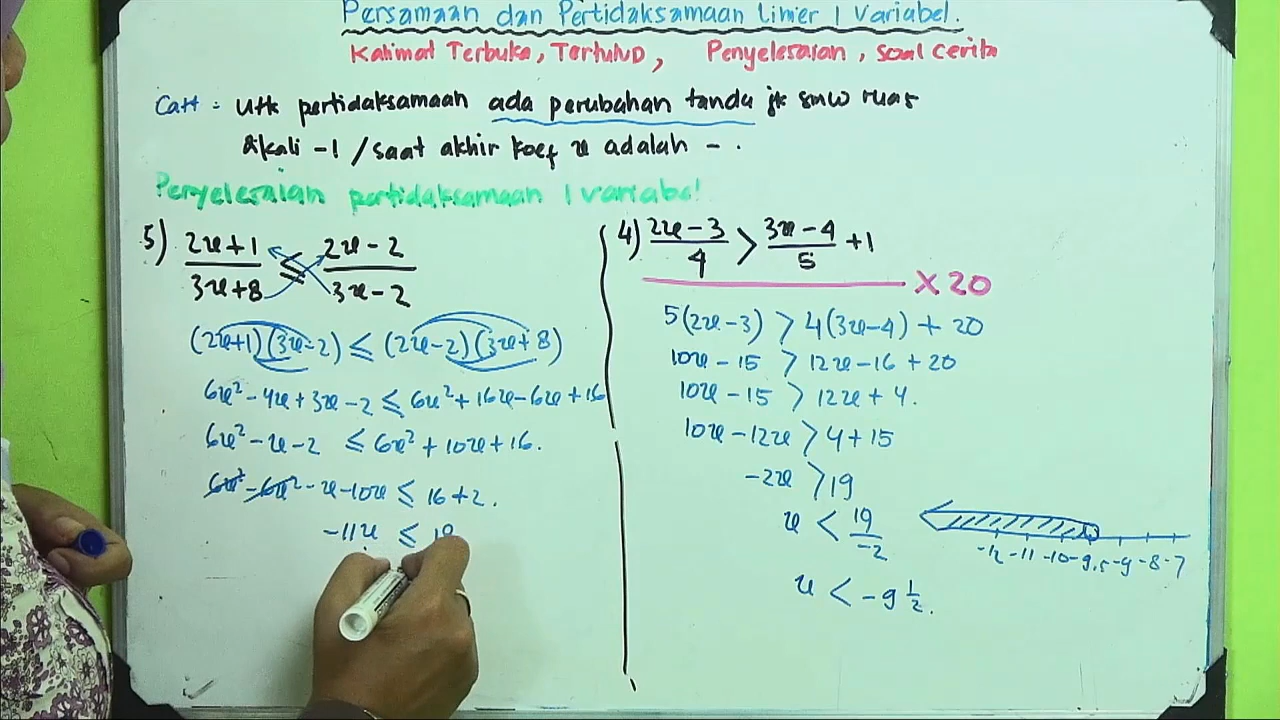 Persamaan dan Pertidaksamaan Linier 1 Variabel.
Kalimat Terbuka, Tertutup, Penyelesaian, soal cerita
Catt : Utk pertidaksamaan ada perubahan tanda jk smw ruas
dikali -1 / saat akhir koef x adalah - .
Penyelesaian pertidaksamaan 1 variabel
5) (2x+1)/(3x+8) ≤ (2x-2)/(3x-2)
(2x+1)(3x-2) ≤ (2x-2)(3x+8)
6x² - 4x + 3x - 2 ≤ 6x² + 16x - 6x + 16
6x² - x - 2 ≤ 6x² + 10x + 16.
6x² - 6x² - x - 10x ≤ 16 + 2.
-11x ≤ 18
4) (2x-3)/4 > (3x-4)/5 + 1
× 20
5(2x-3) > 4(3x-4) + 20
10x - 15 > 12x - 16 + 20
10x - 15 > 12x + 4.
10x - 12x > 4 + 15
-2x > 19
x < 19/-2
-12 -11 -10 -9,5 -9 -8 -7
x < -9 1/2.